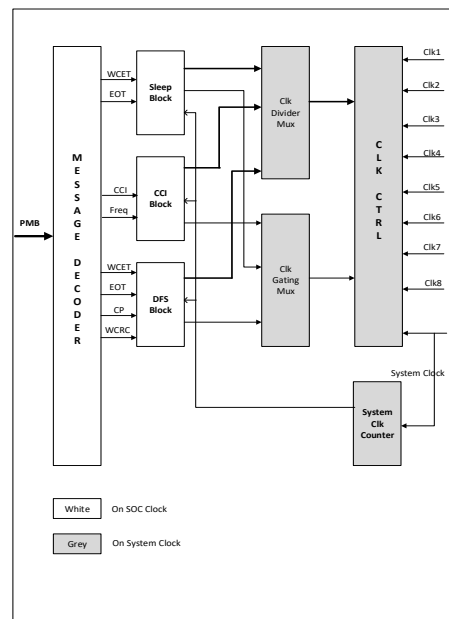 PMB
M
E
S
S
A
G
E
D
E
C
O
D
E
R
WCET
EOT
CCI
Freq
WCET
EOT
CP
WCRC
Sleep
Block
CCI
Block
DFS
Block
Clk
Divider
Mux
Clk
Gating
Mux
C
L
K
C
T
R
L
Clk1
Clk2
Clk3
Clk4
Clk5
Clk6
Clk7
Clk8
System Clock
System
Clk
Counter
White On SOC Clock
Grey On System Clock